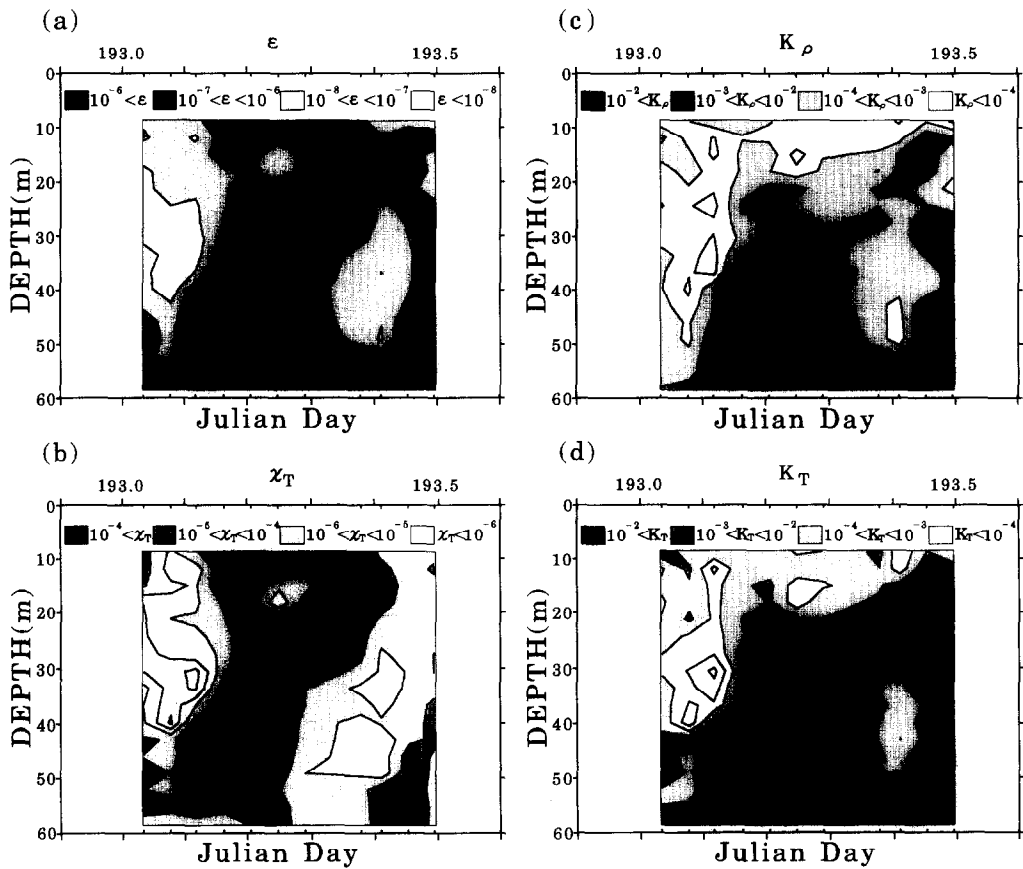 (a)
ε
193.0 193.5
10⁻⁶<ε 10⁻⁷<ε<10⁻⁶ 10⁻⁸<ε<10⁻⁷ ε<10⁻⁸
0
10
20
30
40
50
60
DEPTH(m)
Julian Day
(c)
K ρ
193.0 193.5
10⁻²<Kρ 10⁻³<Kρ<10⁻² 10⁻⁴<Kρ<10⁻³ Kρ<10⁻⁴
0
10
20
30
40
50
60
DEPTH(m)
Julian Day
(b)
χT
193.0 193.5
10⁻⁴<χT 10⁻⁵<χT<10⁻⁴ 10⁻⁶<χT<10⁻⁵ χT<10⁻⁶
0
10
20
30
40
50
60
DEPTH(m)
Julian Day
(d)
KT
193.0 193.5
10⁻²<KT 10⁻³<KT<10⁻² 10⁻⁴<KT<10⁻³ KT<10⁻⁴
0
10
20
30
40
50
60
DEPTH(m)
Julian Day